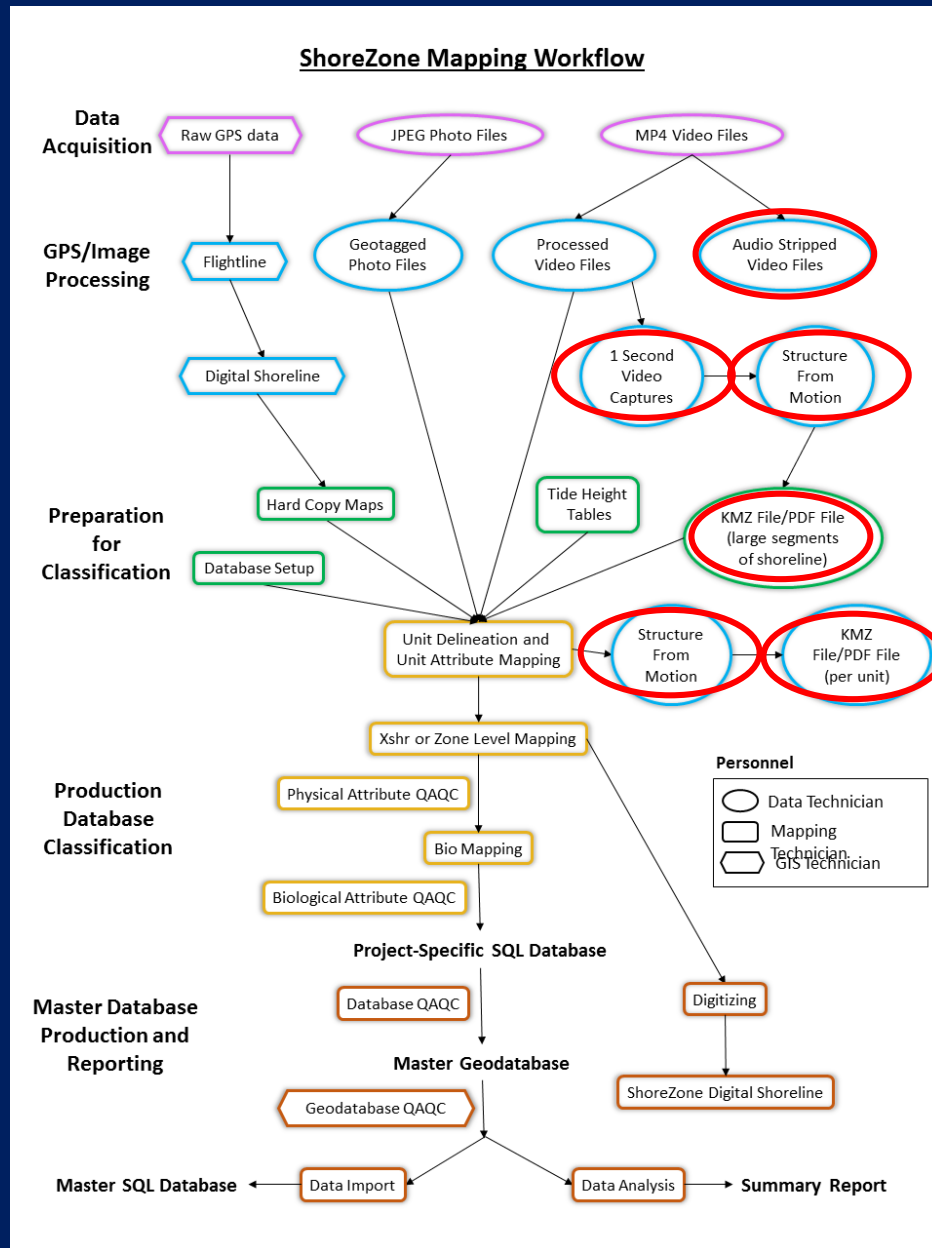 ShoreZone Mapping Workflow
Data
Acquisition
Raw GPS data
JPEG Photo Files
MP4 Video Files
GPS/Image
Processing
Flightline
Geotagged
Photo Files
Processed
Video Files
Audio Stripped
Video Files
Digital Shoreline
1 Second
Video
Captures
Structure
From
Motion
Preparation
for
Classification
Hard Copy Maps
Tide Height
Tables
KMZ File/PDF File
(large segments
of shoreline)
Database Setup
Unit Delineation and
Unit Attribute Mapping
Structure
From
Motion
KMZ
File/PDF File
(per unit)
Xshr or Zone Level Mapping
Production
Database
Classification
Physical Attribute QAQC
Bio Mapping
Biological Attribute QAQC
Personnel
Data Technician
Mapping
Technician
GIS Technician
Project-Specific SQL Database
Master Database
Production and
Reporting
Database QAQC
Digitizing
Master Geodatabase
ShoreZone Digital Shoreline
Geodatabase QAQC
Master SQL Database
Data Import
Data Analysis
Summary Report